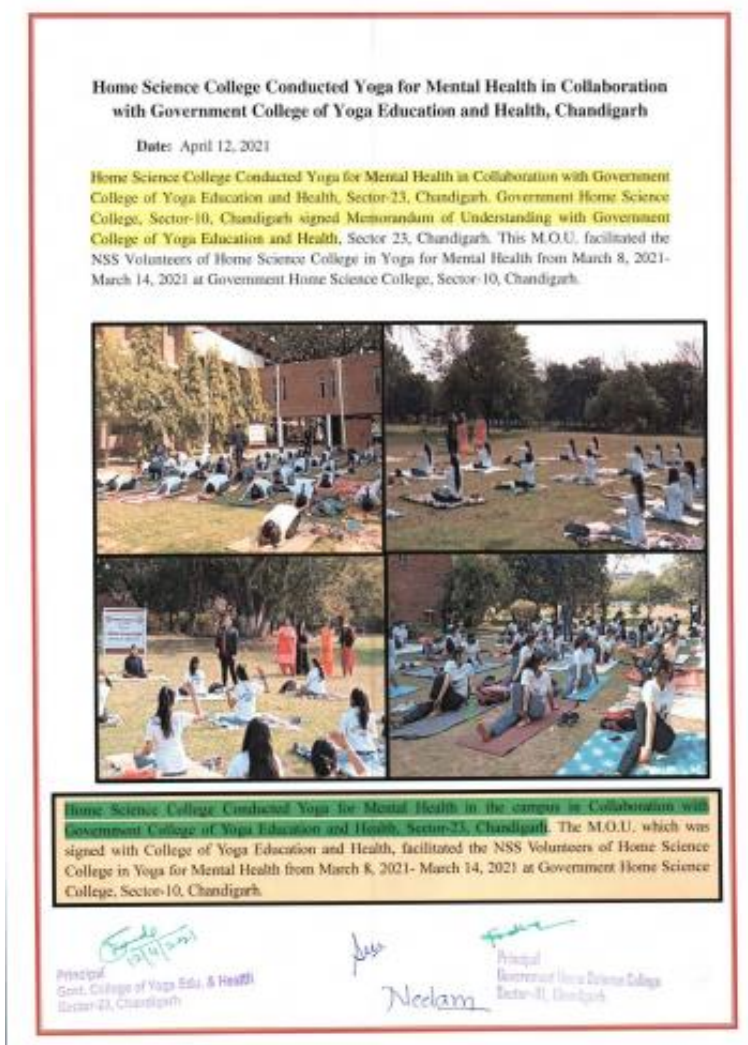 Home Science College Conducted Yoga for Mental Health in Collaboration
with Government College of Yoga Education and Health, Chandigarh
Date: April 12, 2021
Home Science College Conducted Yoga for Mental Health in Collaboration with Government
College of Yoga Education and Health, Sector-23, Chandigarh. Government Home Science
College, Sector-10, Chandigarh signed Memorandum of Understanding with Government
College of Yoga Education and Health, Sector 23, Chandigarh. This M.O.U. facilitated the
NSS Volunteers of Home Science College in Yoga for Mental Health from March 8, 2021-
March 14, 2021 at Government Home Science College, Sector-10, Chandigarh.
Home Science College Conducted Yoga for Mental Health in the campus in Collaboration with
Government College of Yoga Education and Health, Sector-23, Chandigarh. The M.O.U. which was
signed with College of Yoga Education and Health, facilitated the NSS Volunteers of Home Science
College in Yoga for Mental Health from March 8, 2021- March 14, 2021 at Government Home Science
College, Sector-10, Chandigarh.
12/4/2021
Principal
Govt. College of Yoga Edu. & Health
Sector-23, Chandigarh
Neelam
Principal
Government Home Science College
Chandigarh